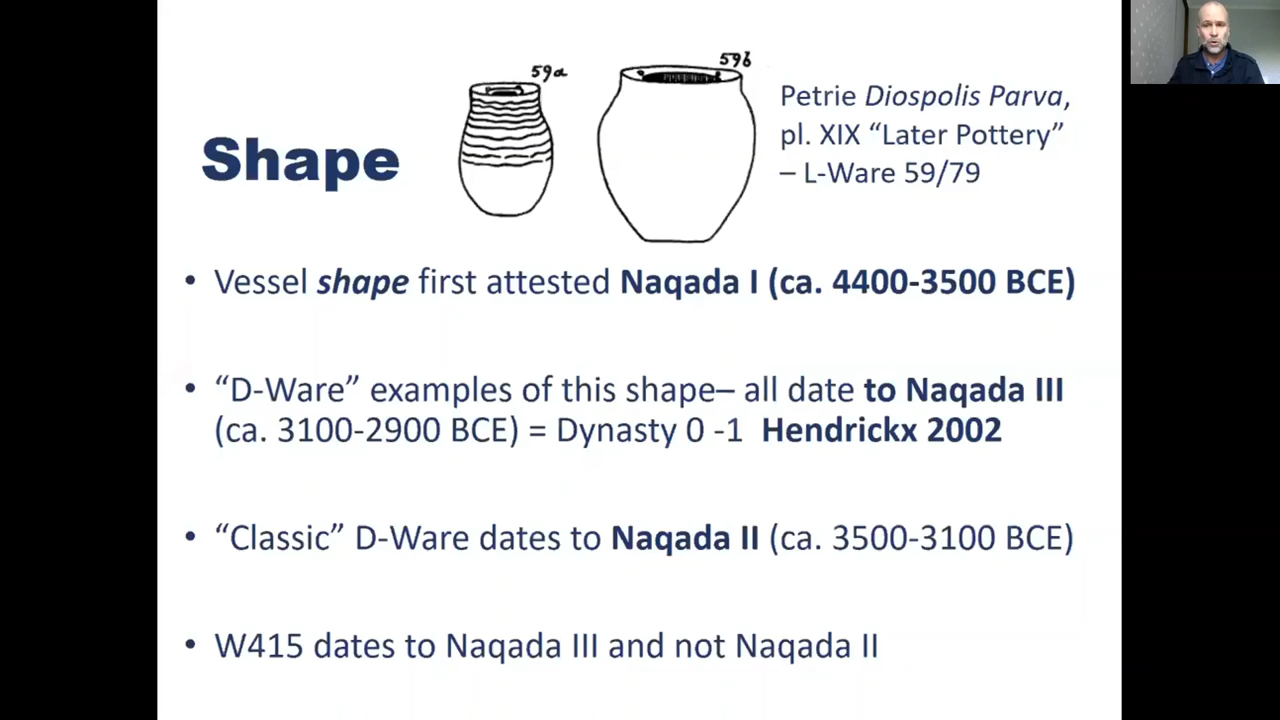 59a
59b
Petrie Diospolis Parva,
pl. XIX “Later Pottery”
– L-Ware 59/79
Shape
• Vessel shape first attested Naqada I (ca. 4400-3500 BCE)
• “D-Ware” examples of this shape– all date to Naqada III
(ca. 3100-2900 BCE) = Dynasty 0 -1 Hendrickx 2002
• “Classic” D-Ware dates to Naqada II (ca. 3500-3100 BCE)
• W415 dates to Naqada III and not Naqada II